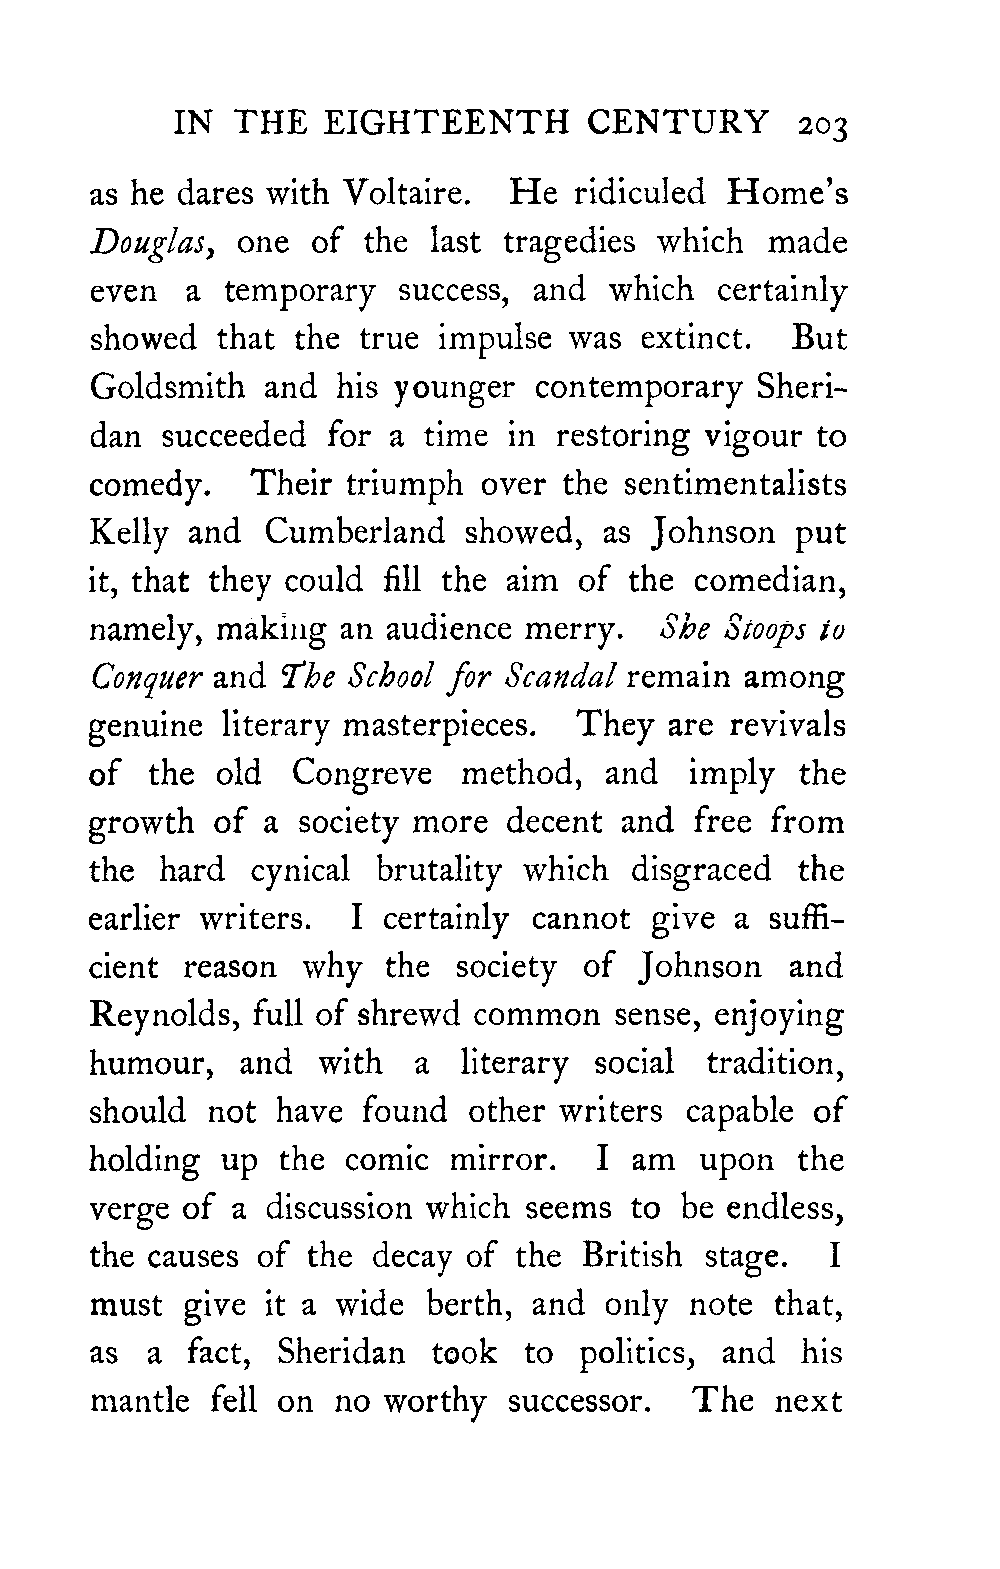 IN THE EIGHTEENTH CENTURY 203
as he dares with Voltaire. He ridiculed Home's
Douglas, one of the last tragedies which made
even a temporary success, and which certainly
showed that the true impulse was extinct. But
Goldsmith and his younger contemporary Sheri-
dan succeeded for a time in restoring vigour to
comedy. Their triumph over the sentimentalists
Kelly and Cumberland showed, as Johnson put
it, that they could fill the aim of the comedian,
namely, making an audience merry. She Stoops to
Conquer and The School for Scandal remain among
genuine literary masterpieces. They are revivals
of the old Congreve method, and imply the
growth of a society more decent and free from
the hard cynical brutality which disgraced the
earlier writers. I certainly cannot give a suffi-
cient reason why the society of Johnson and
Reynolds, full of shrewd common sense, enjoying
humour, and with a literary social tradition,
should not have found other writers capable of
holding up the comic mirror. I am upon the
verge of a discussion which seems to be endless,
the causes of the decay of the British stage. I
must give it a wide berth, and only note that,
as a fact, Sheridan took to politics, and his
mantle fell on no worthy successor. The next